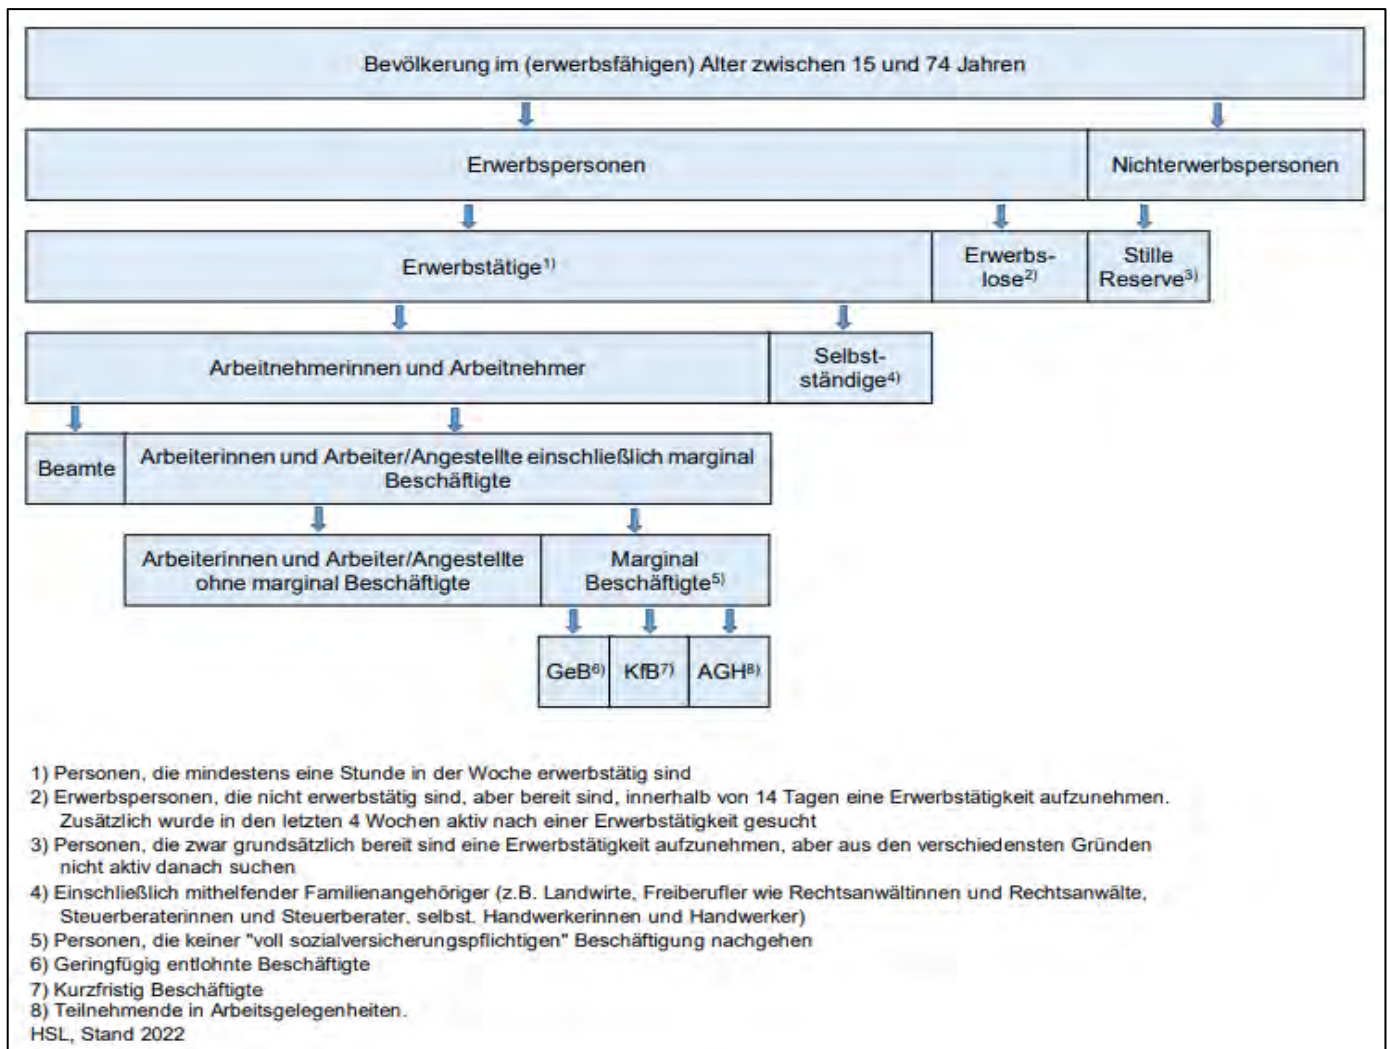 Bevölkerung im (erwerbsfähigen) Alter zwischen 15 und 74 Jahren
Erwerbspersonen
Nichterwerbspersonen
Erwerbstätige1)
Erwerbs-
lose2)
Stille
Reserve3)
Arbeitnehmerinnen und Arbeitnehmer
Selbst-
ständige4)
Beamte
Arbeiterinnen und Arbeiter/Angestellte einschließlich marginal
Beschäftigte
Arbeiterinnen und Arbeiter/Angestellte
ohne marginal Beschäftigte
Marginal
Beschäftigte5)
GeB6)
KfB7)
AGH8)
1) Personen, die mindestens eine Stunde in der Woche erwerbstätig sind
2) Erwerbspersonen, die nicht erwerbstätig sind, aber bereit sind, innerhalb von 14 Tagen eine Erwerbstätigkeit aufzunehmen.
Zusätzlich wurde in den letzten 4 Wochen aktiv nach einer Erwerbstätigkeit gesucht
3) Personen, die zwar grundsätzlich bereit sind eine Erwerbstätigkeit aufzunehmen, aber aus den verschiedensten Gründen
nicht aktiv danach suchen
4) Einschließlich mithelfender Familienangehöriger (z.B. Landwirte, Freiberufler wie Rechtsanwältinnen und Rechtsanwälte,
Steuerberaterinnen und Steuerberater, selbst. Handwerkerinnen und Handwerker)
5) Personen, die keiner "voll sozialversicherungspflichtigen" Beschäftigung nachgehen
6) Geringfügig entlohnte Beschäftigte
7) Kurzfristig Beschäftigte
8) Teilnehmende in Arbeitsgelegenheiten.
HSL, Stand 2022